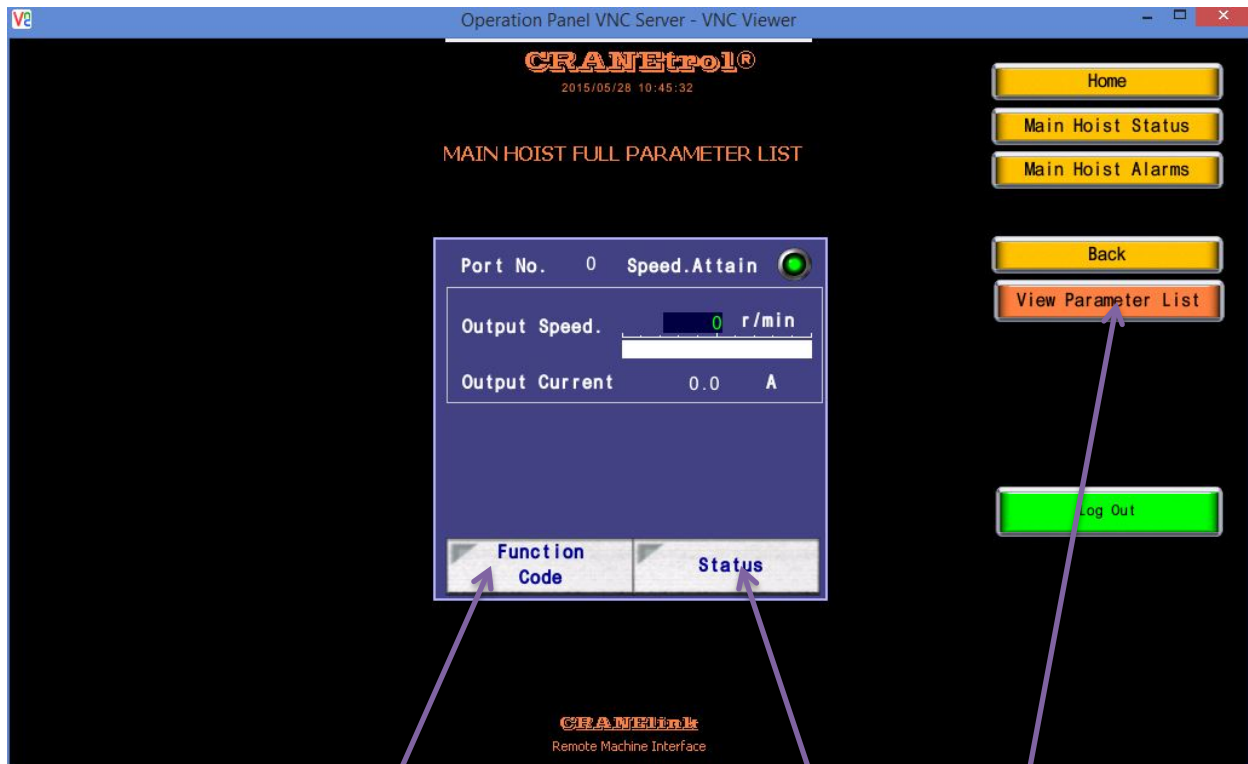 Operation Panel VNC Server - VNC Viewer
CRANEtrol®
2015/05/28 10:45:32
MAIN HOIST FULL PARAMETER LIST
Home
Main Hoist Status
Main Hoist Alarms
Back
View Parameter List
Log Out
Port No. 0 Speed.Attain
Output Speed. 0 r/min
Output Current 0.0 A
Function
Code
Status
CRANElink
Remote Machine Interface